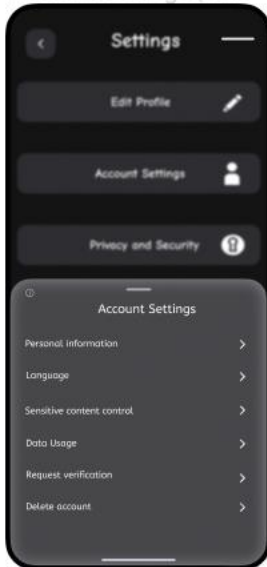 Settings
Edit Profile
Account Settings
Privacy and Security
Account Settings
Personal information
Language
Sensitive content control
Data Usage
Request verification
Delete account